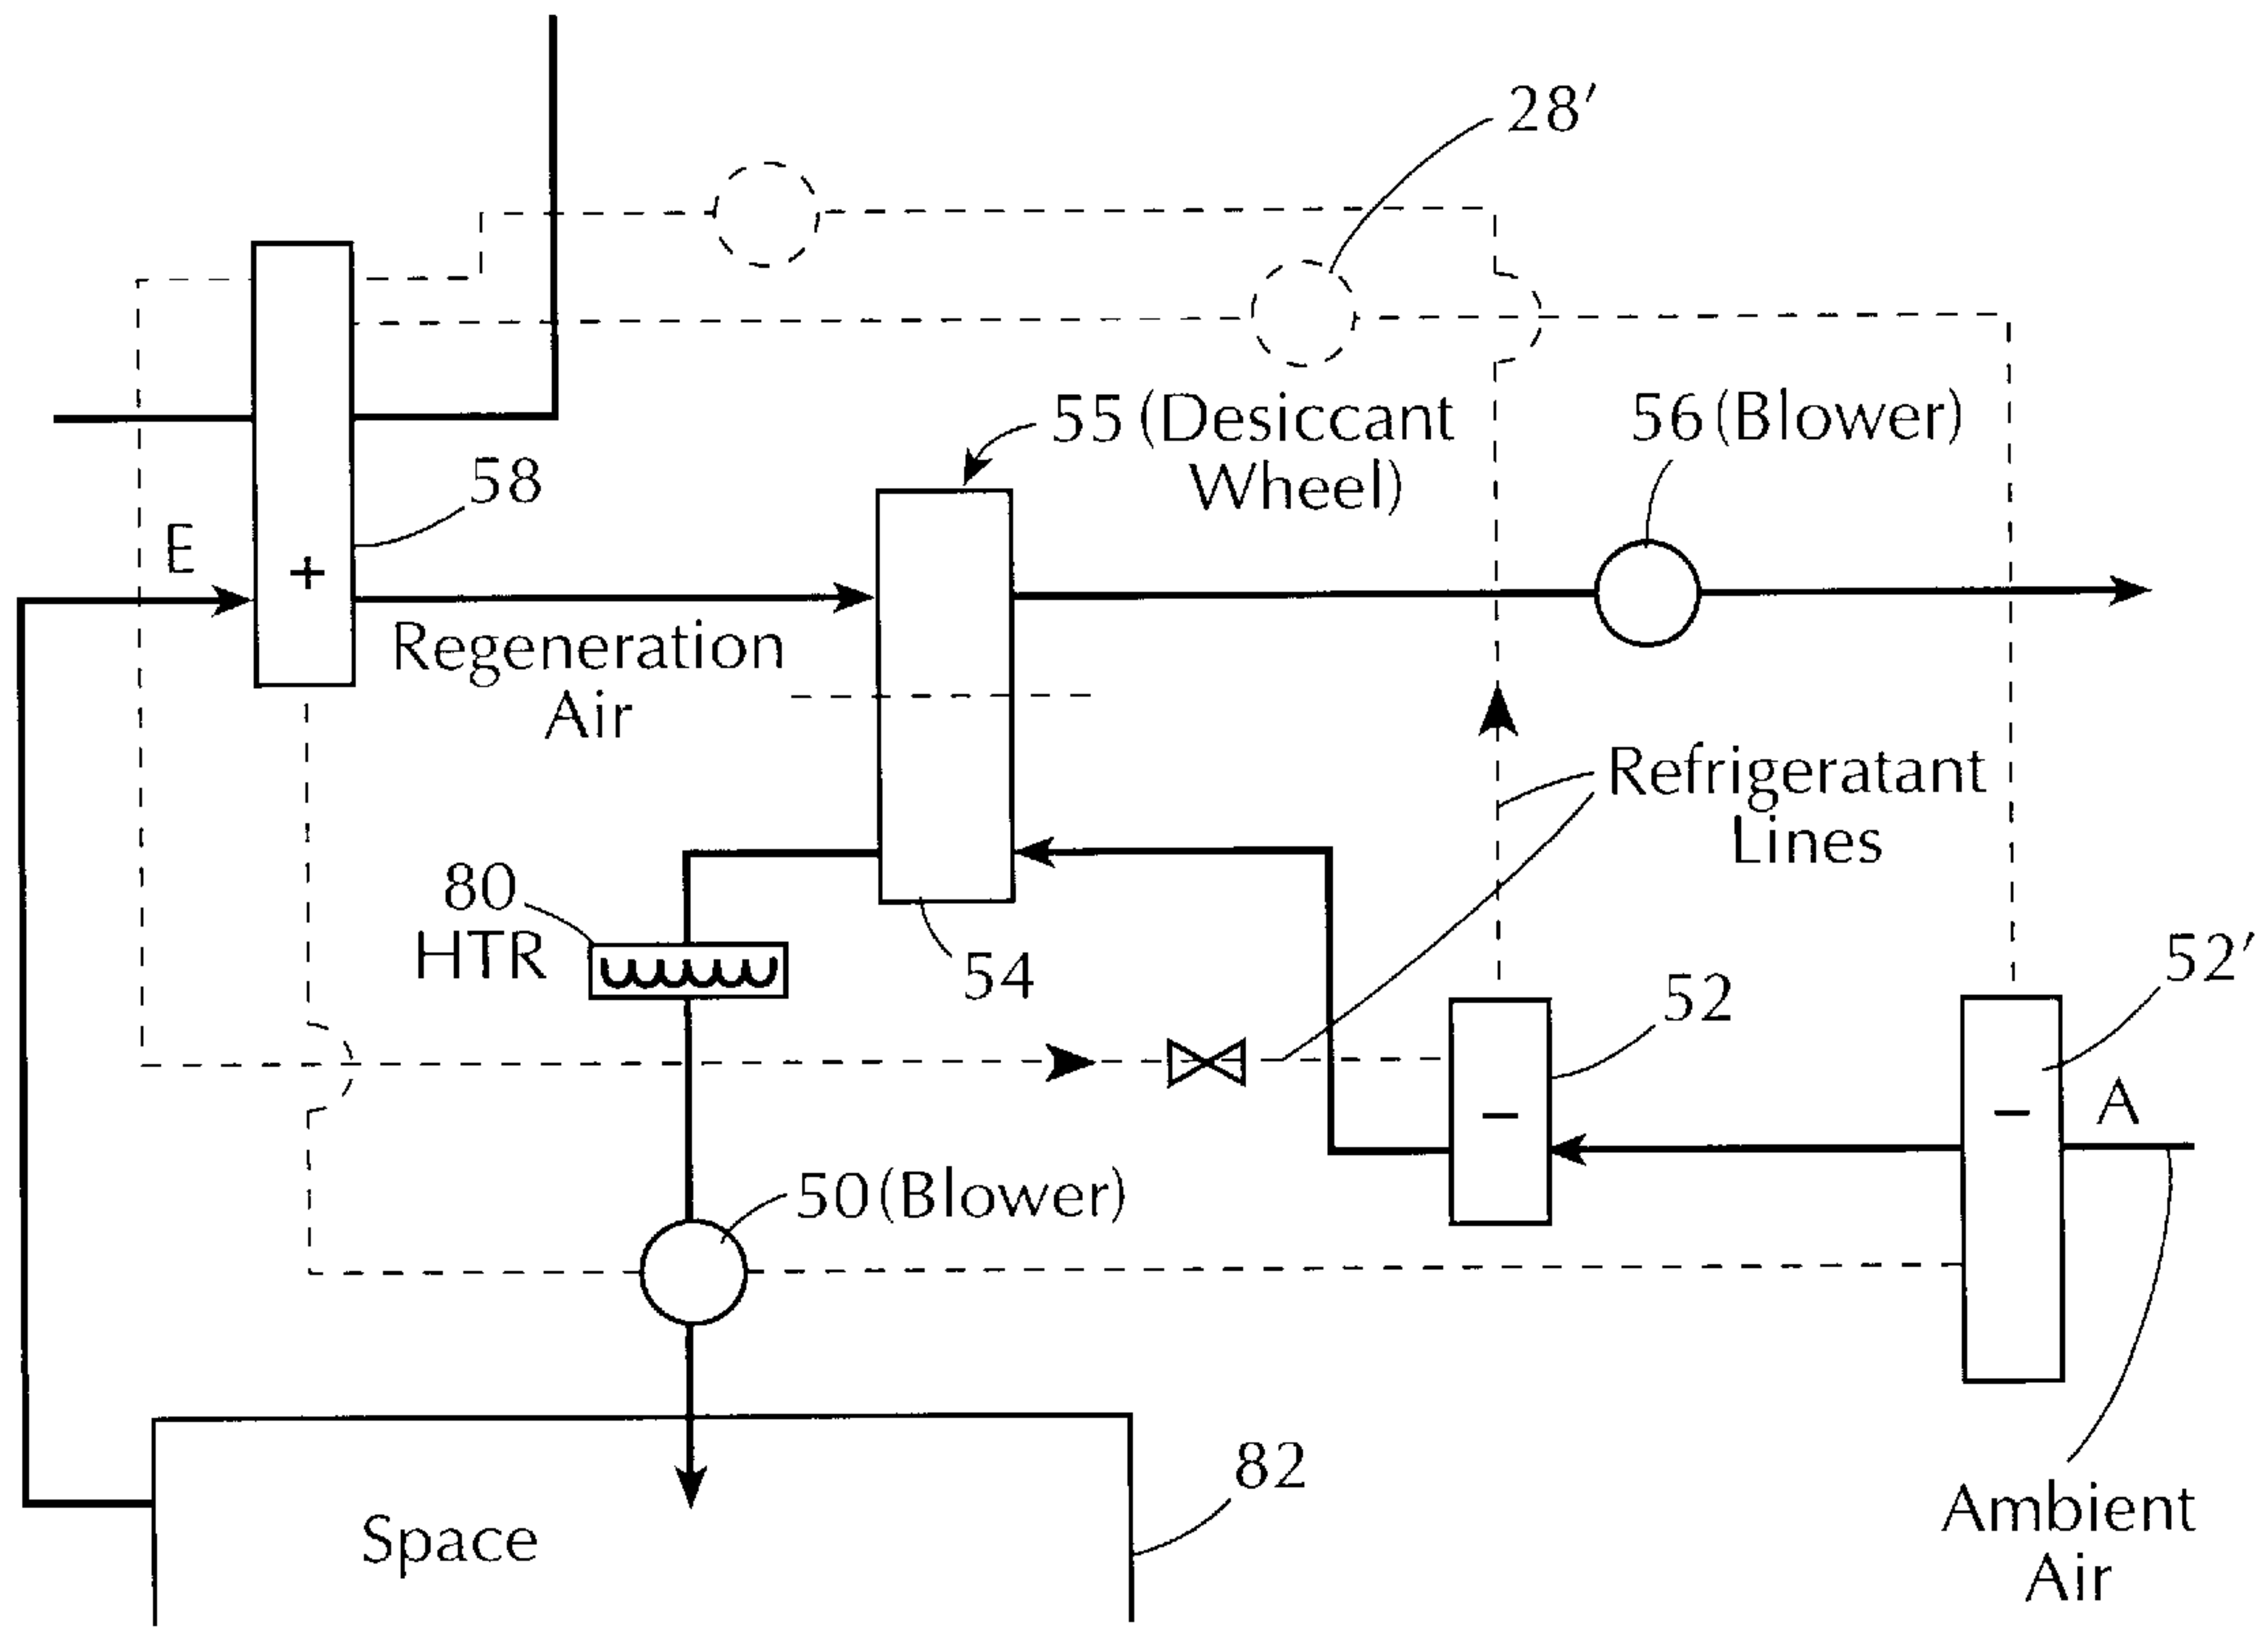 28′
55 (Desiccant
Wheel)
56 (Blower)
58
E
+
Regeneration
Air
Refrigeratant
Lines
80
HTR
54
52
52′
−
−
A
50 (Blower)
82
Space
Ambient
Air